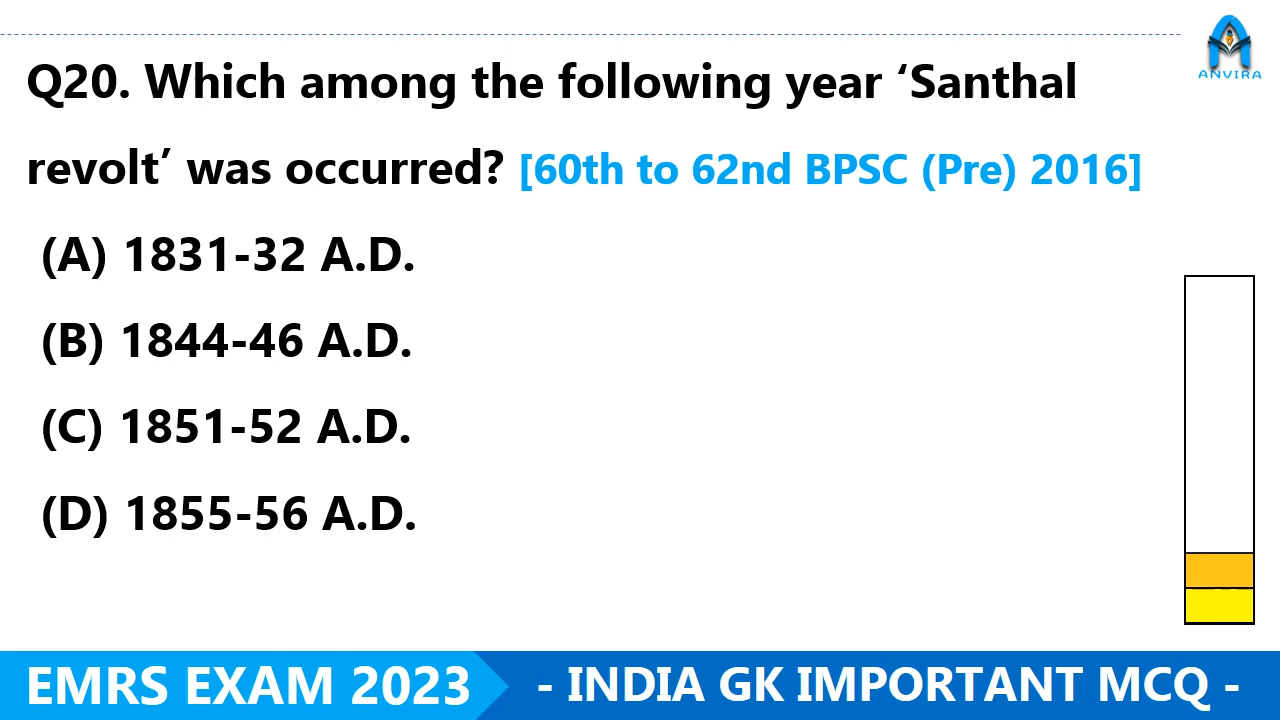 ANVIRA
Q20. Which among the following year ‘Santhal
revolt’ was occurred? [60th to 62nd BPSC (Pre) 2016]
(A) 1831-32 A.D.
(B) 1844-46 A.D.
(C) 1851-52 A.D.
(D) 1855-56 A.D.
EMRS EXAM 2023 - INDIA GK IMPORTANT MCQ -